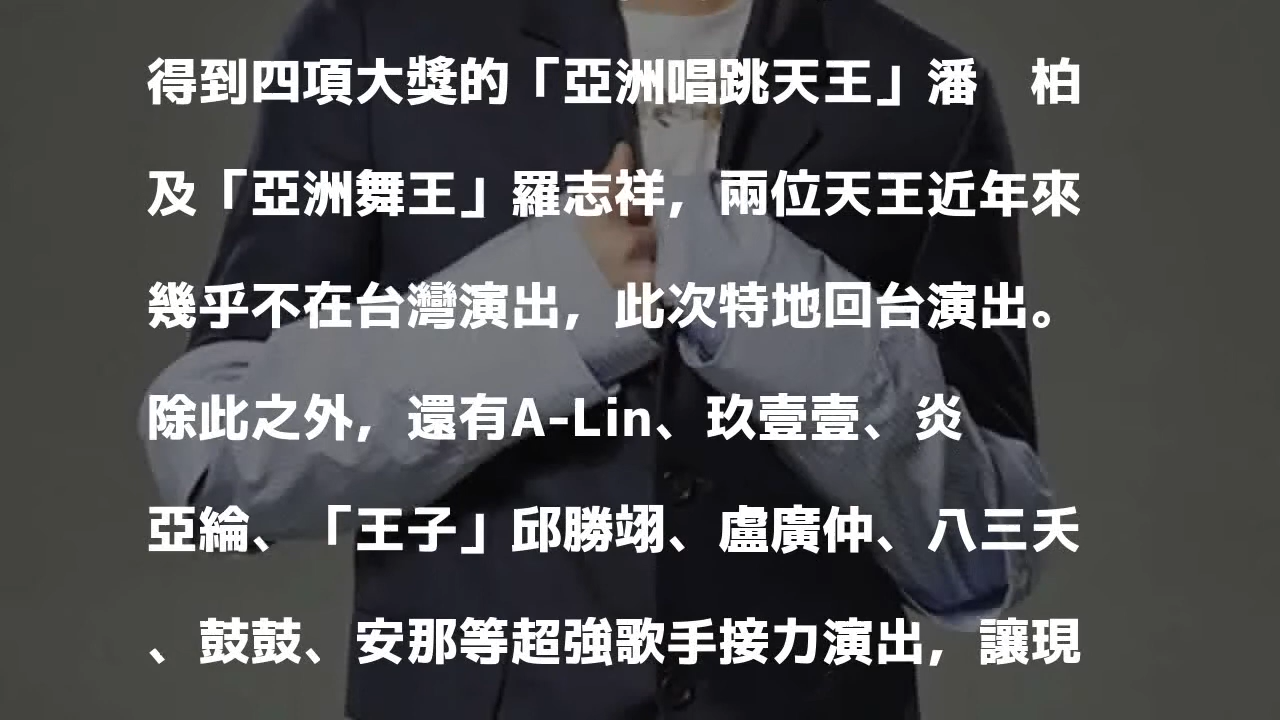 得到四項大獎的「亞洲唱跳天王」潘　柏
及「亞洲舞王」羅志祥，兩位天王近年來
幾乎不在台灣演出，此次特地回台演出。
除此之外，還有A-Lin、玖壹壹、炎
亞綸、「王子」邱勝翊、盧廣仲、八三夭
、鼓鼓、安那等超強歌手接力演出，讓現